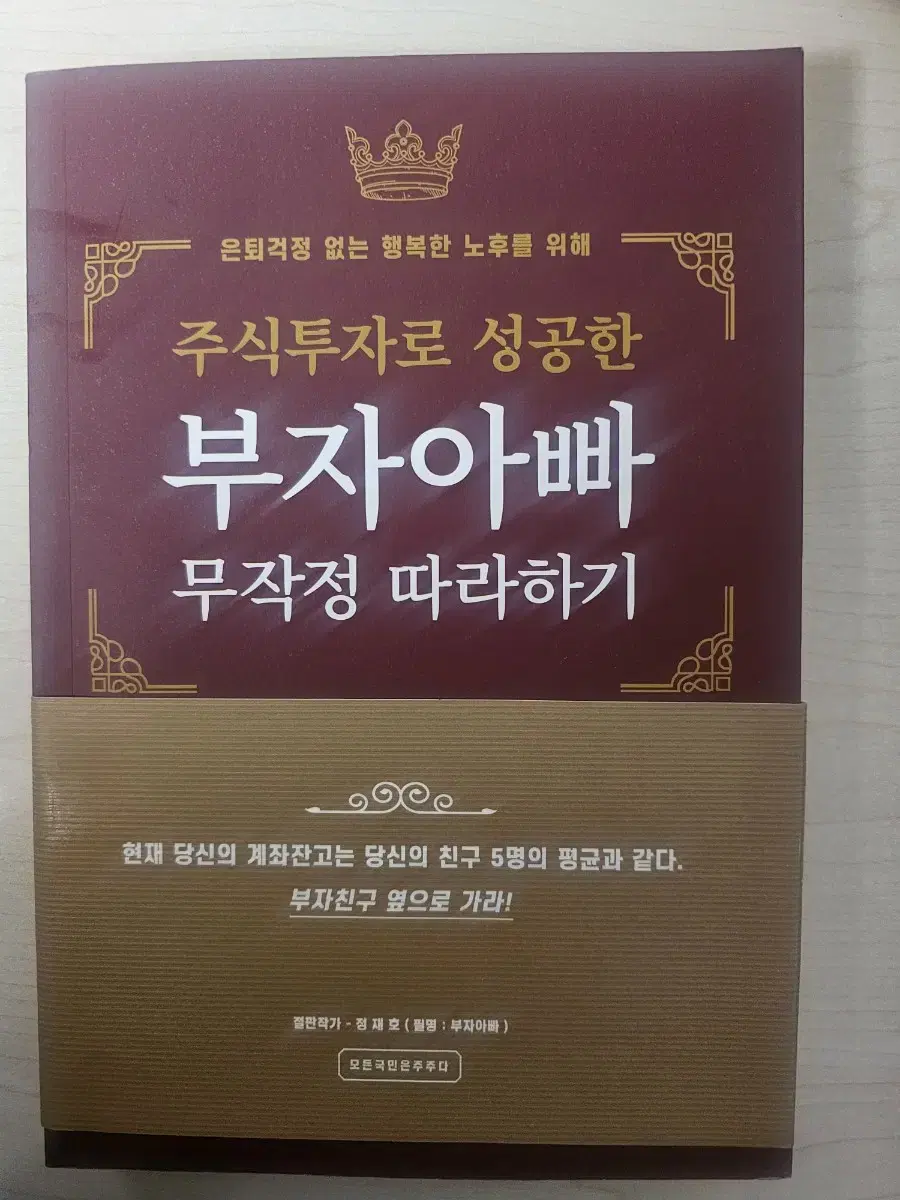 은퇴걱정 없는 행복한 노후를 위해
주식투자로 성공한
부자아빠
무작정 따라하기
현재 당신의 계좌잔고는 당신의 친구 5명의 평균과 같다.
부자친구 옆으로 가라!
절판작가 - 정 재 호 ( 필명 : 부자아빠 )
모든국민은주주다